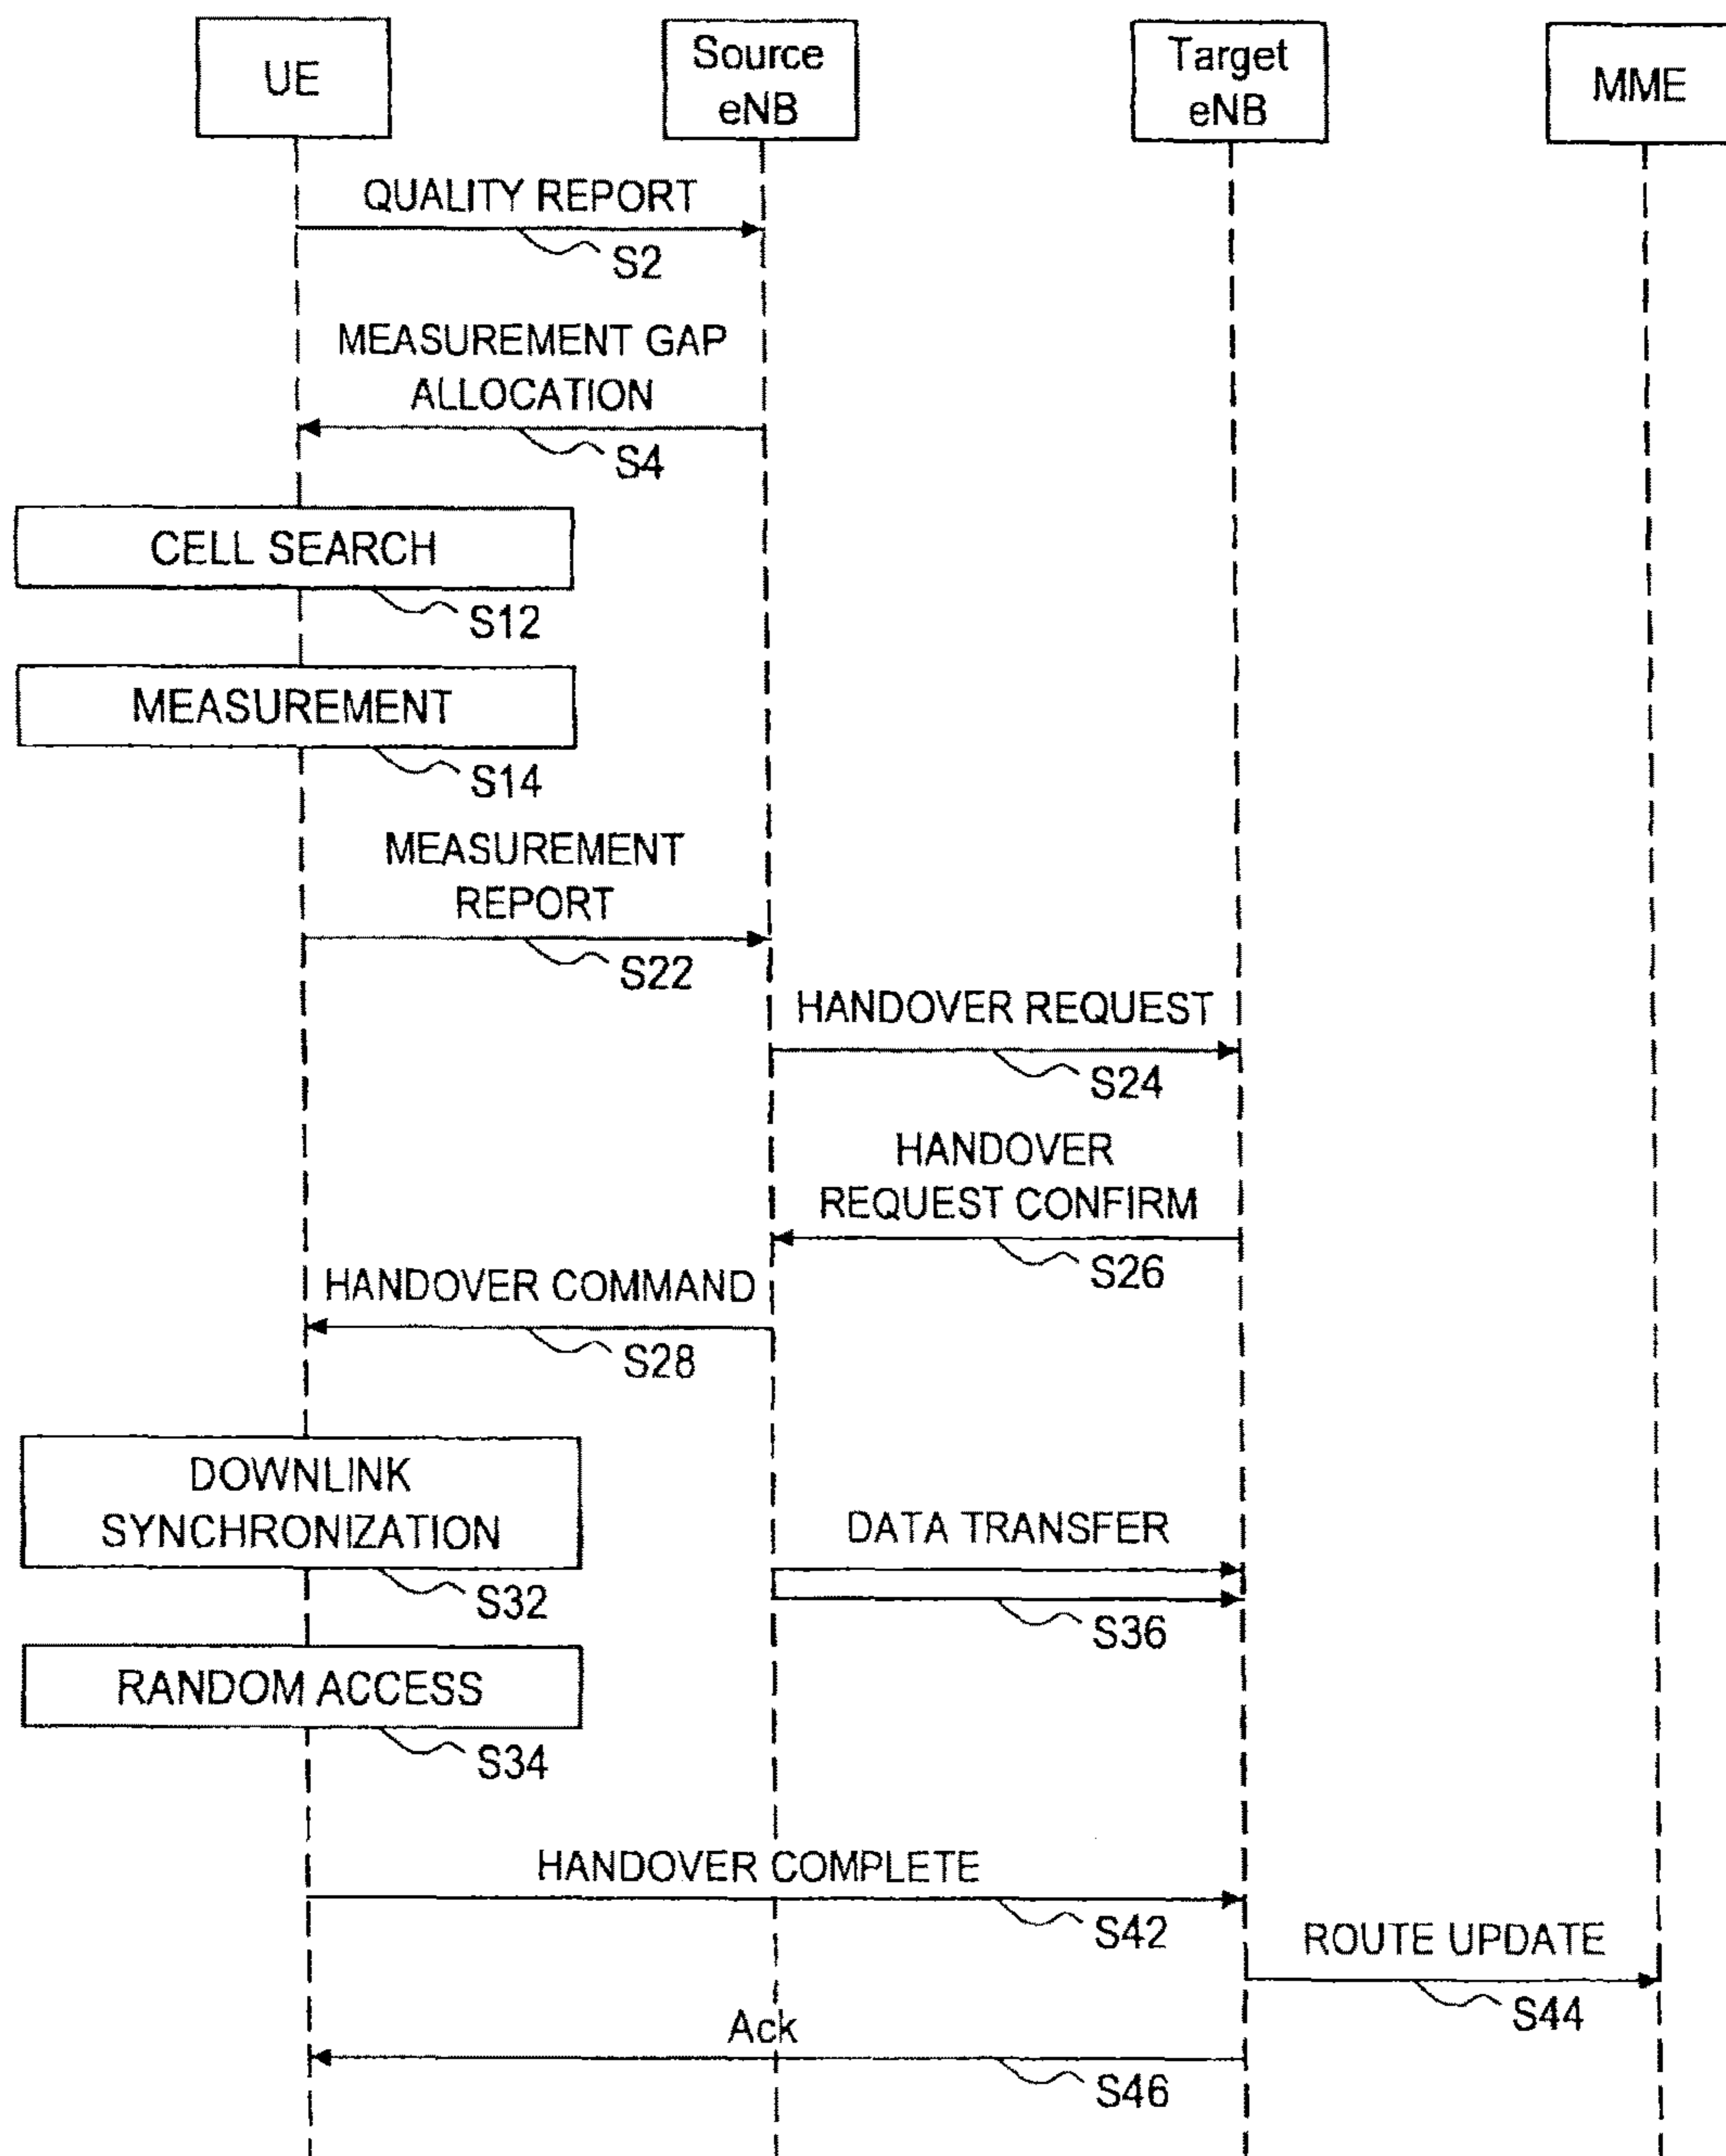 UE
Source
eNB
Target
eNB
MME
QUALITY REPORT
S2
MEASUREMENT GAP
ALLOCATION
S4
CELL SEARCH
S12
MEASUREMENT
S14
MEASUREMENT
REPORT
S22
HANDOVER REQUEST
S24
HANDOVER
REQUEST CONFIRM
S26
HANDOVER COMMAND
S28
DOWNLINK
SYNCHRONIZATION
S32
DATA TRANSFER
S36
RANDOM ACCESS
S34
HANDOVER COMPLETE
S42
ROUTE UPDATE
S44
Ack
S46